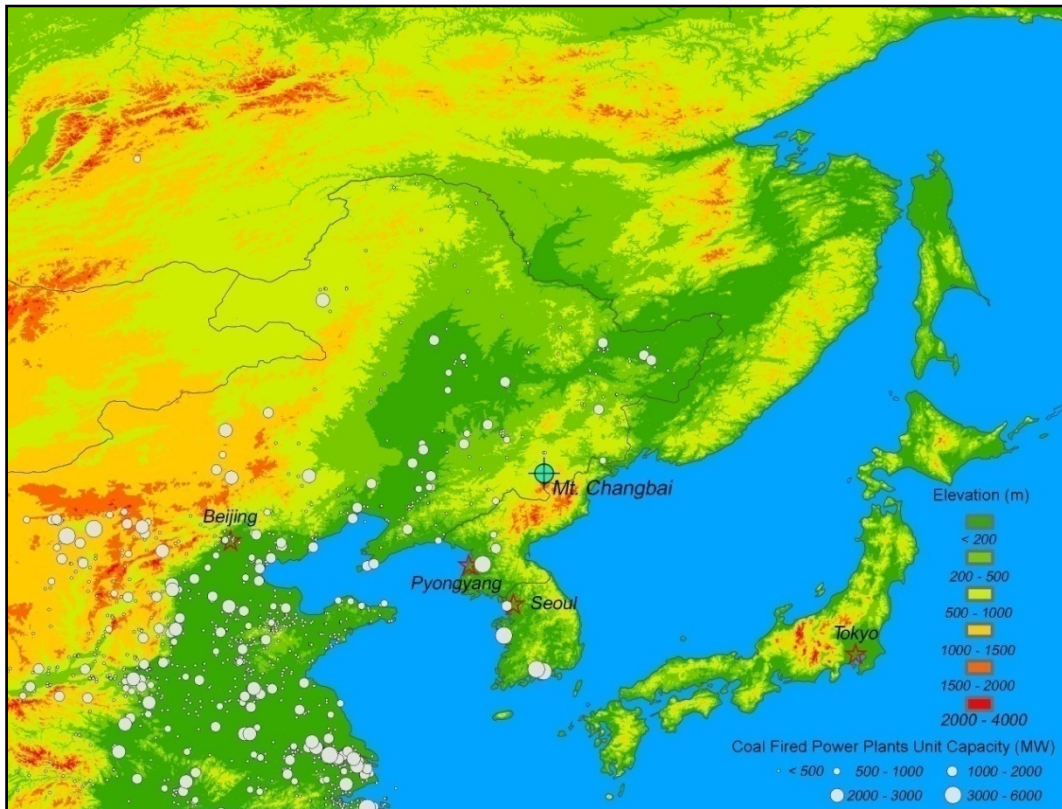 Beijing
Mt. Changbai
Pyongyang
Seoul
Tokyo
Elevation (m)
< 200
200 - 500
500 - 1000
1000 - 1500
1500 - 2000
2000 - 4000
Coal Fired Power Plants Unit Capacity (MW)
< 500 500 - 1000 1000 - 2000
2000 - 3000 3000 - 6000